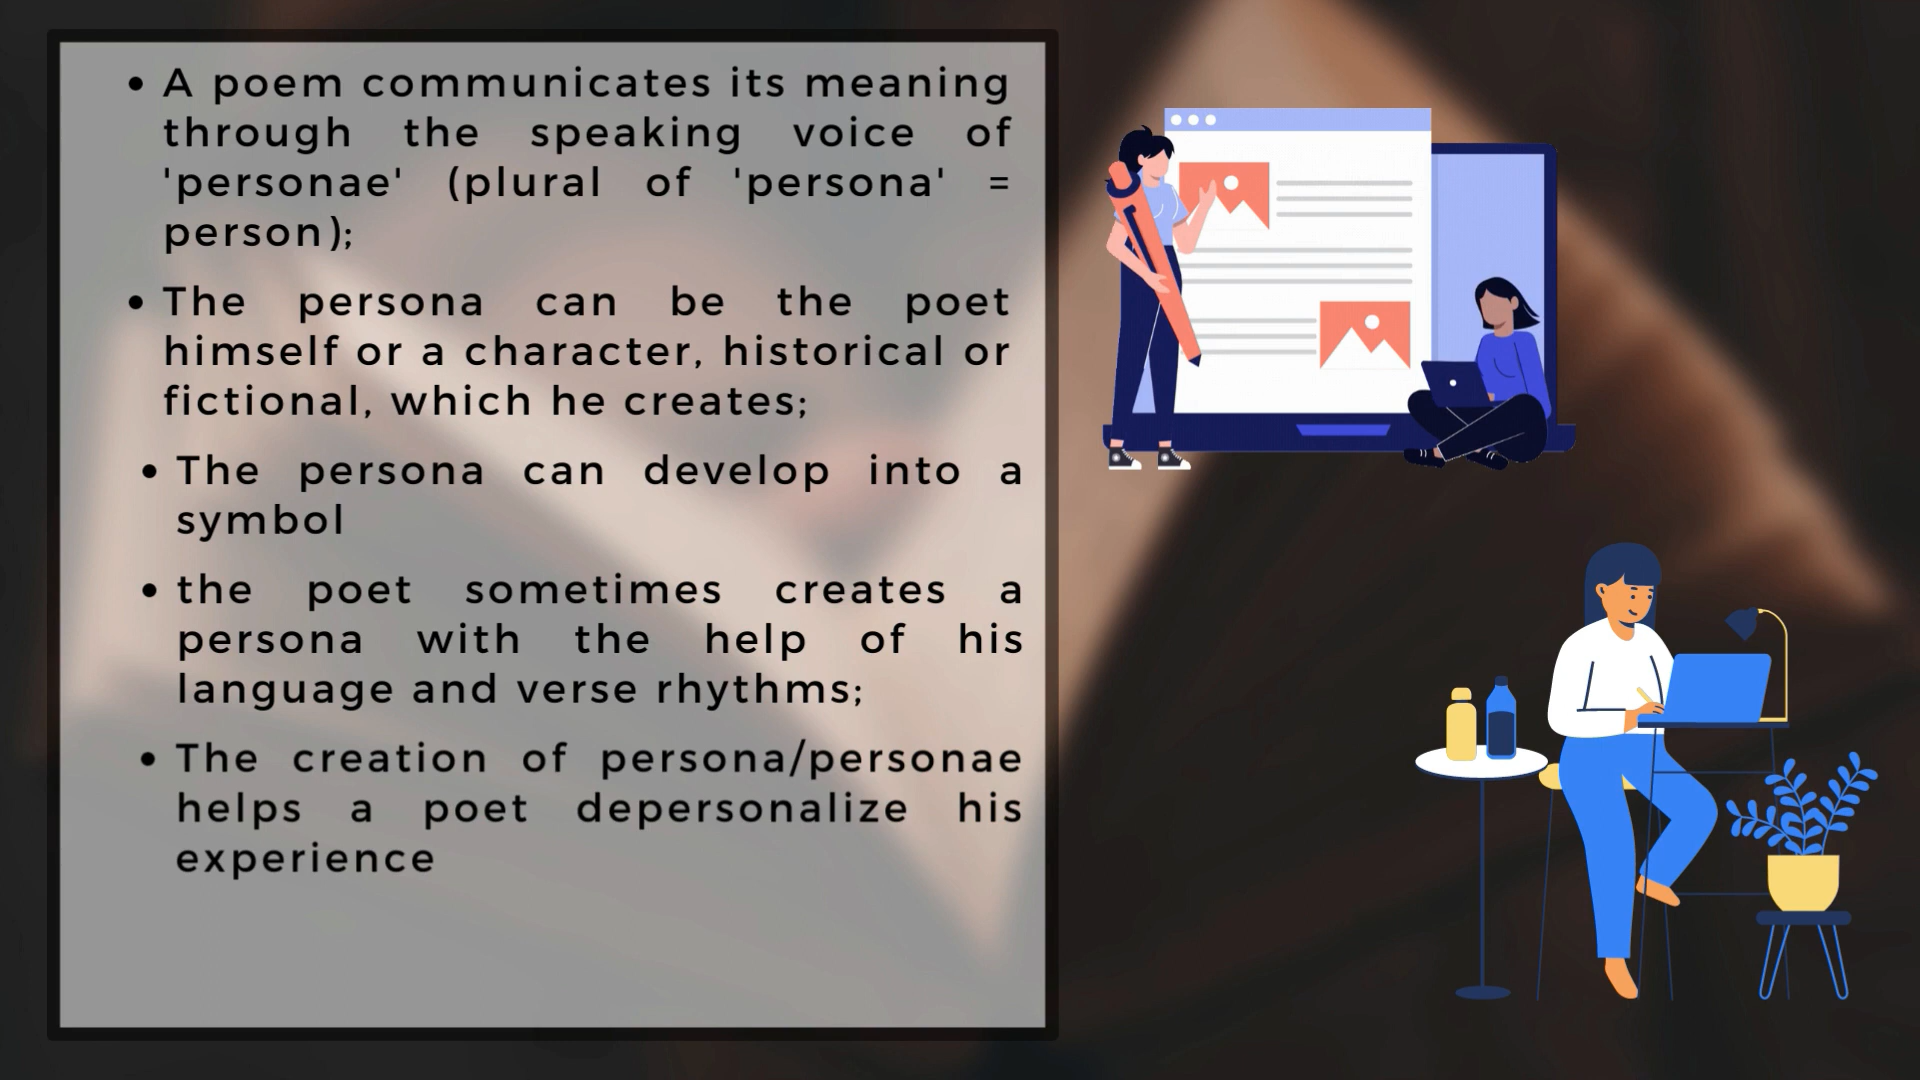 • A poem communicates its meaning
through the speaking voice of
'personae' (plural of 'persona' =
person);
• The persona can be the poet
himself or a character, historical or
fictional, which he creates;
• The persona can develop into a
symbol
• the poet sometimes creates a
persona with the help of his
language and verse rhythms;
• The creation of persona/personae
helps a poet depersonalize his
experience